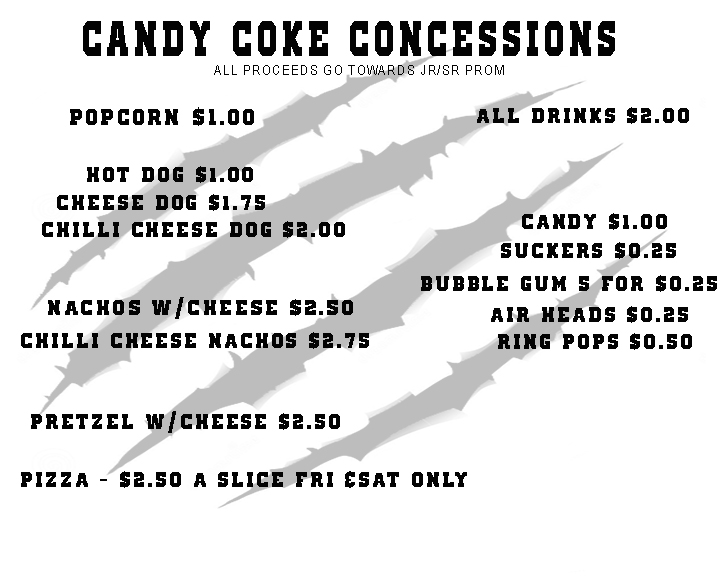 CANDY COKE CONCESSIONS
ALL PROCEEDS GO TOWARDS JR/SR PROM
POPCORN $1.00
HOT DOG $1.00
CHEESE DOG $1.75
CHILLI CHEESE DOG $2.00
NACHOS W/CHEESE $2.50
CHILLI CHEESE NACHOS $2.75
PRETZEL W/CHEESE $2.50
PIZZA - $2.50 A SLICE FRI &SAT ONLY
ALL DRINKS $2.00
CANDY $1.00
SUCKERS $0.25
BUBBLE GUM 5 FOR $0.25
AIR HEADS $0.25
RING POPS $0.50